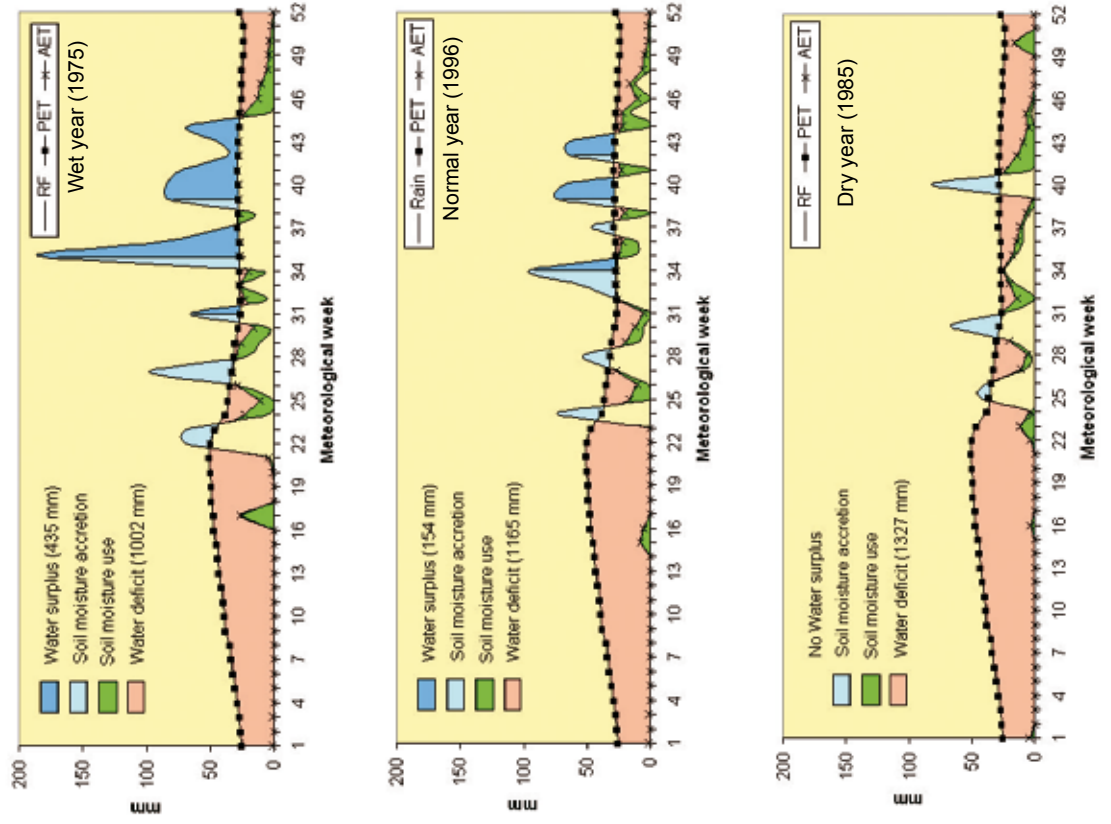 RF PET AET
Wet year (1975)
Water surplus (435 mm)
Soil moisture accretion
Soil moisture use
Water deficit (1002 mm)
200
150
100
50
0
mm
1 4 7 10 13 16 19 22 25 28 31 34 37 40 43 46 49 52
Meteorological week
Rain PET AET
Normal year (1996)
Water surplus (154 mm)
Soil moisture accretion
Soil moisture use
Water deficit (1165 mm)
200
150
100
50
0
mm
1 4 7 10 13 16 19 22 25 28 31 34 37 40 43 46 49 52
Meteorological week
RF PET AET
Dry year (1985)
No Water surplus
Soil moisture accretion
Soil moisture use
Water deficit (1327 mm)
200
150
100
50
0
mm
1 4 7 10 13 16 19 22 25 28 31 34 37 40 43 46 49 52
Meteorological week